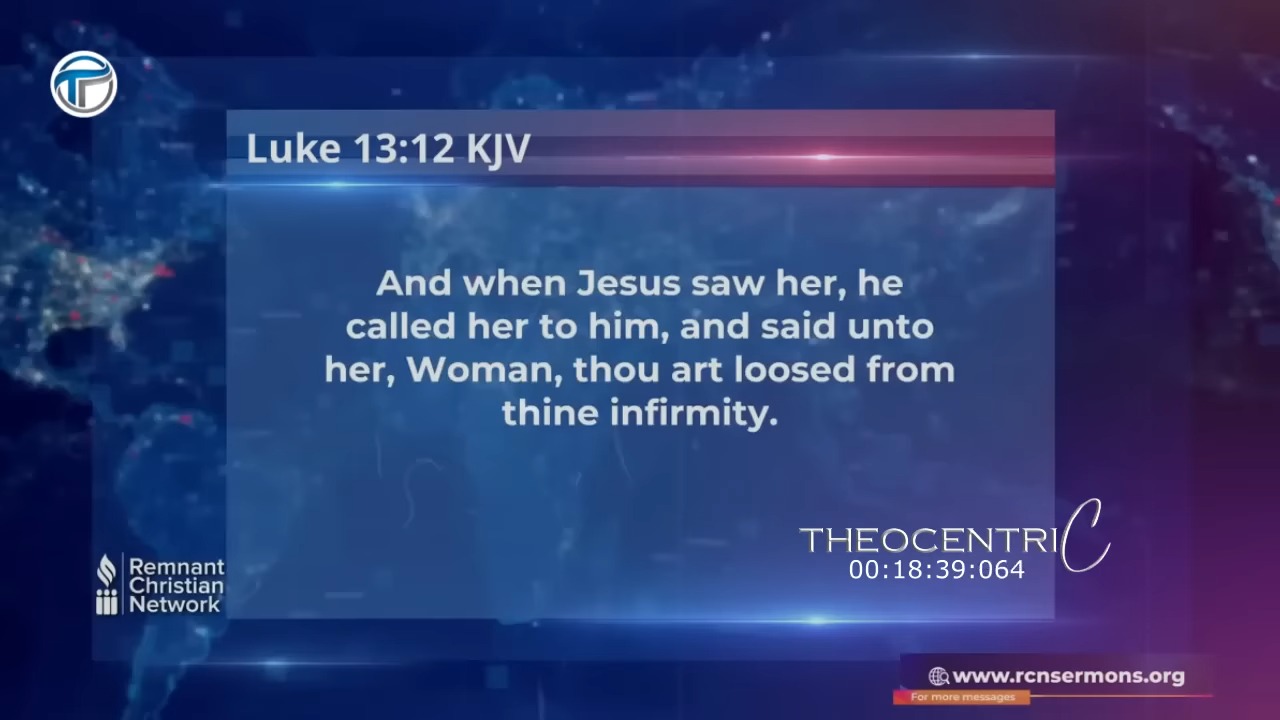 Luke 13:12 KJV
And when Jesus saw her, he
called her to him, and said unto
her, Woman, thou art loosed from
thine infirmity.
THEOCENTRIC
00:18:39:064
Remnant
Christian
Network
www.rcnsermons.org
For more messages